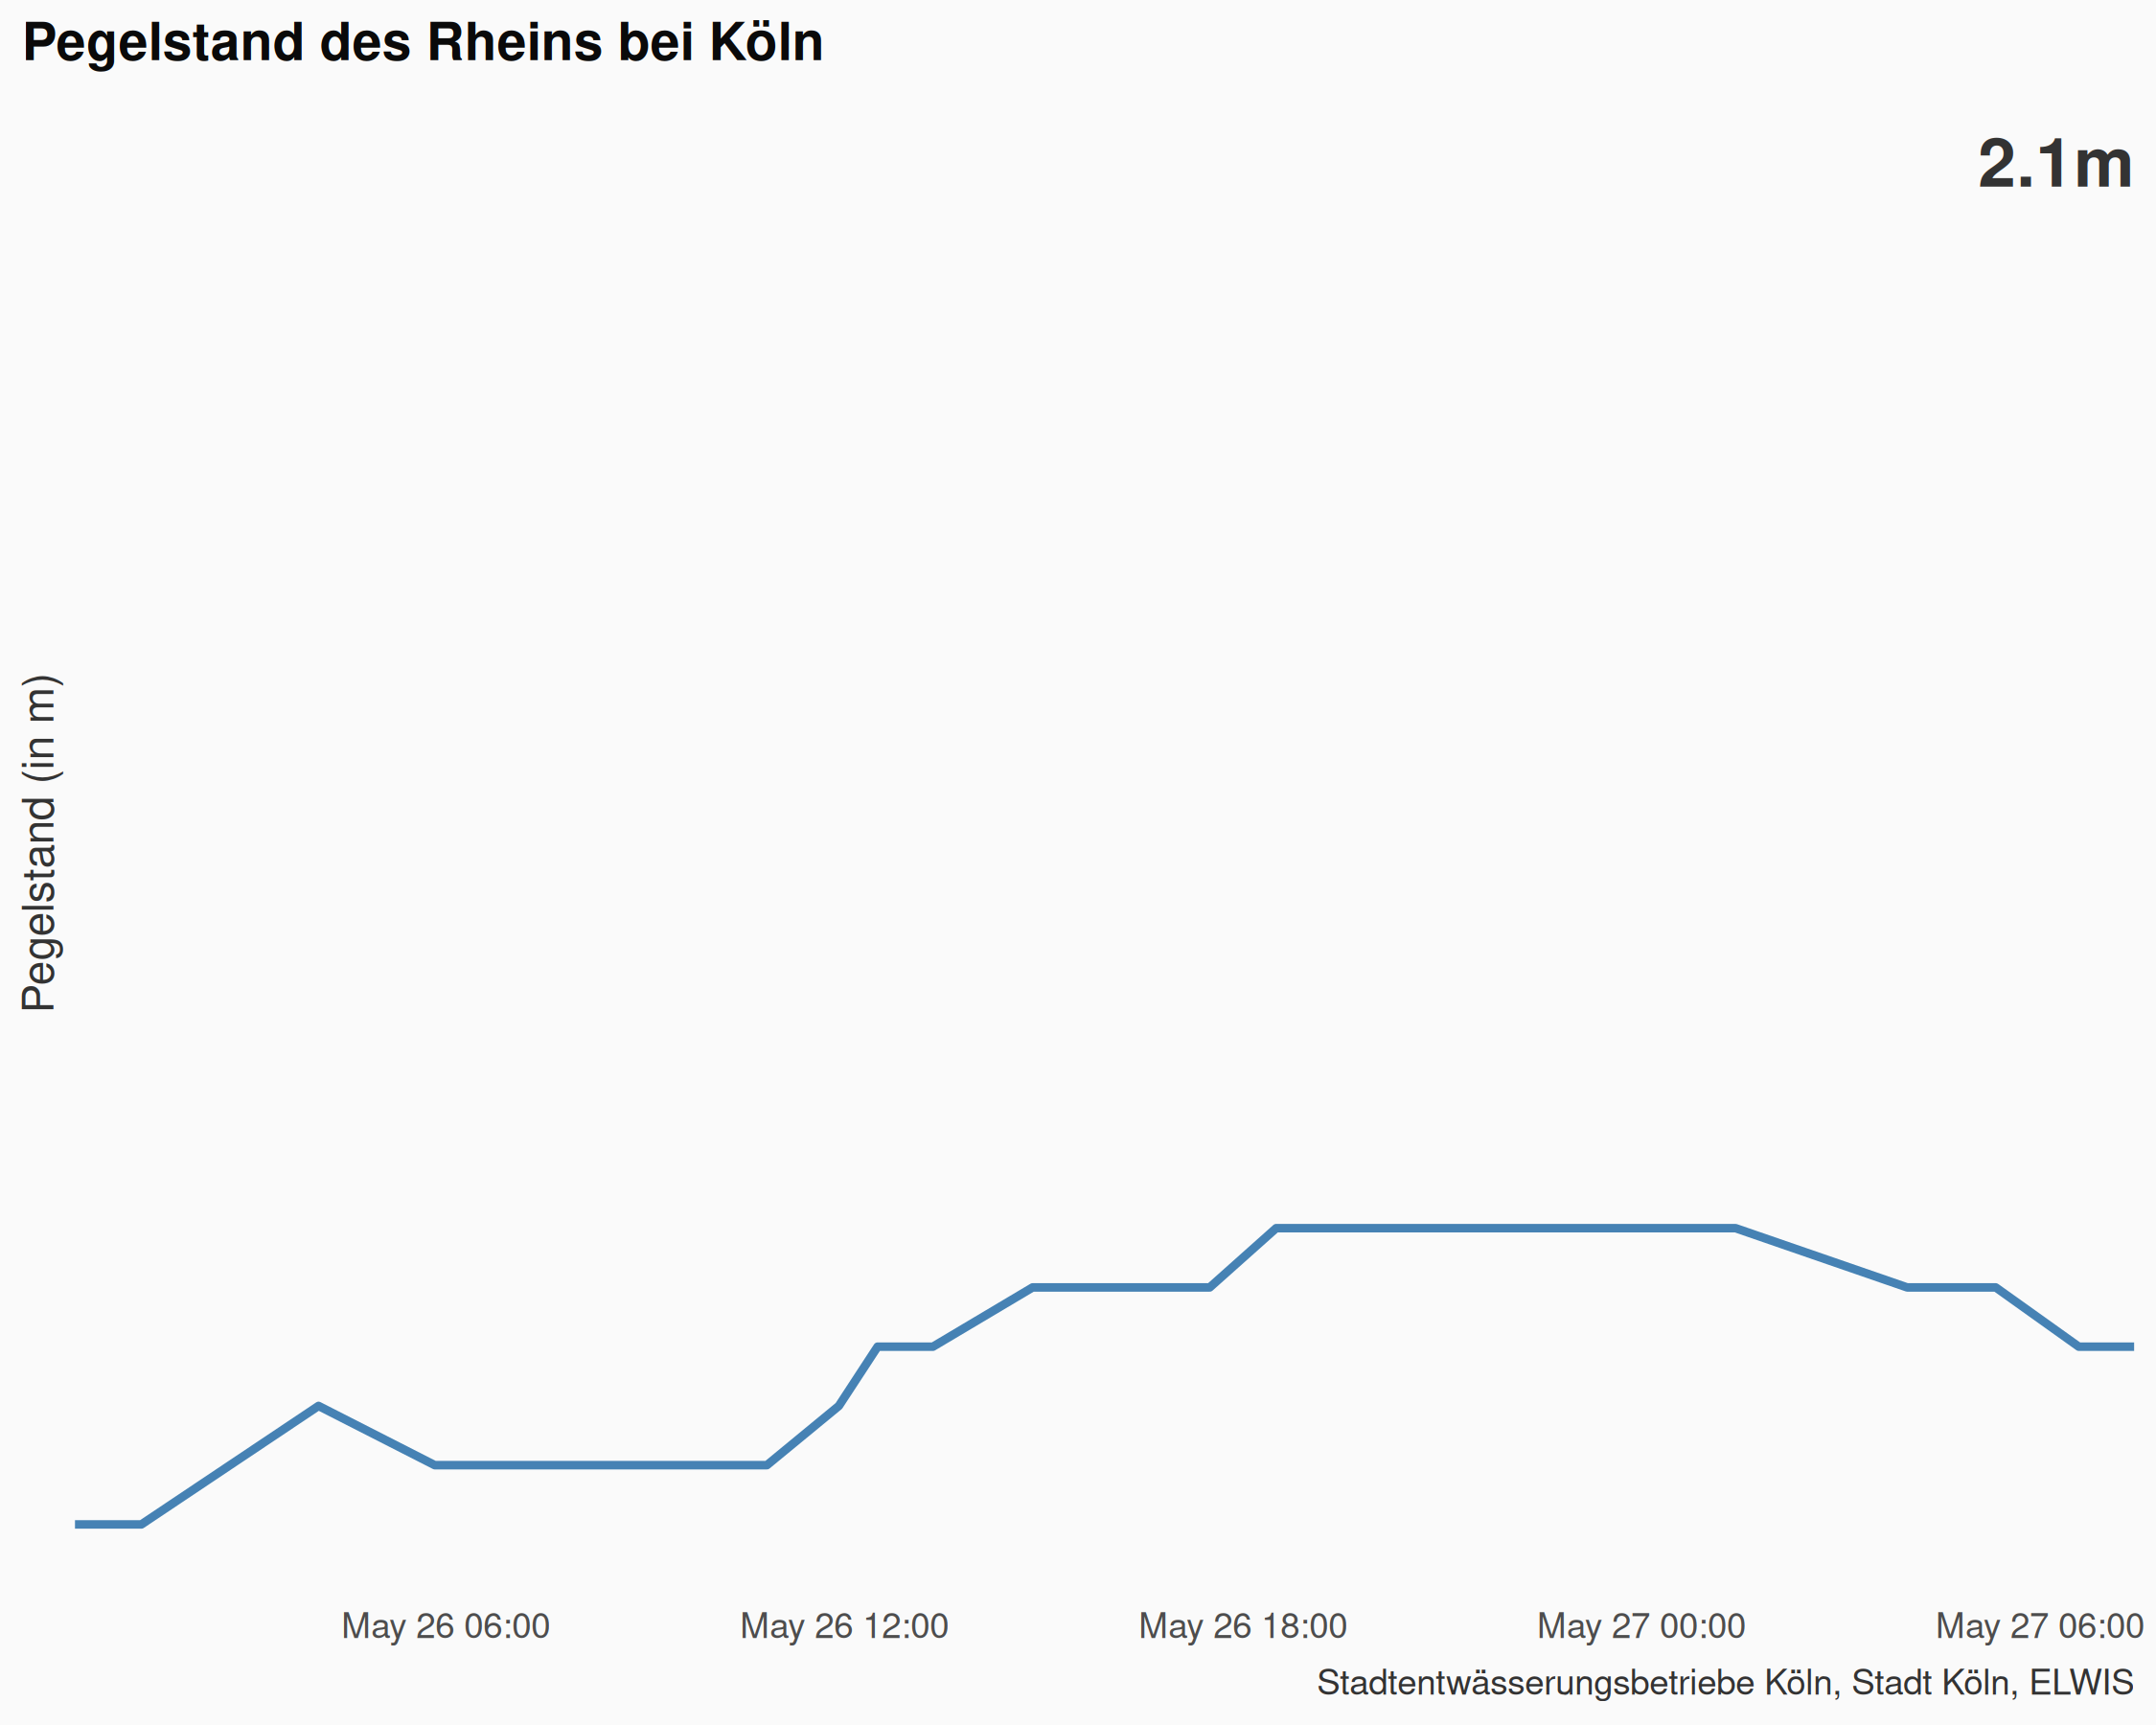 Pegelstand des Rheins bei Köln
2.1m
Pegelstand (in m)
May 26 06:00
May 26 12:00
May 26 18:00
May 27 00:00
May 27 06:00
Stadtentwässerungsbetriebe Köln, Stadt Köln, ELWIS